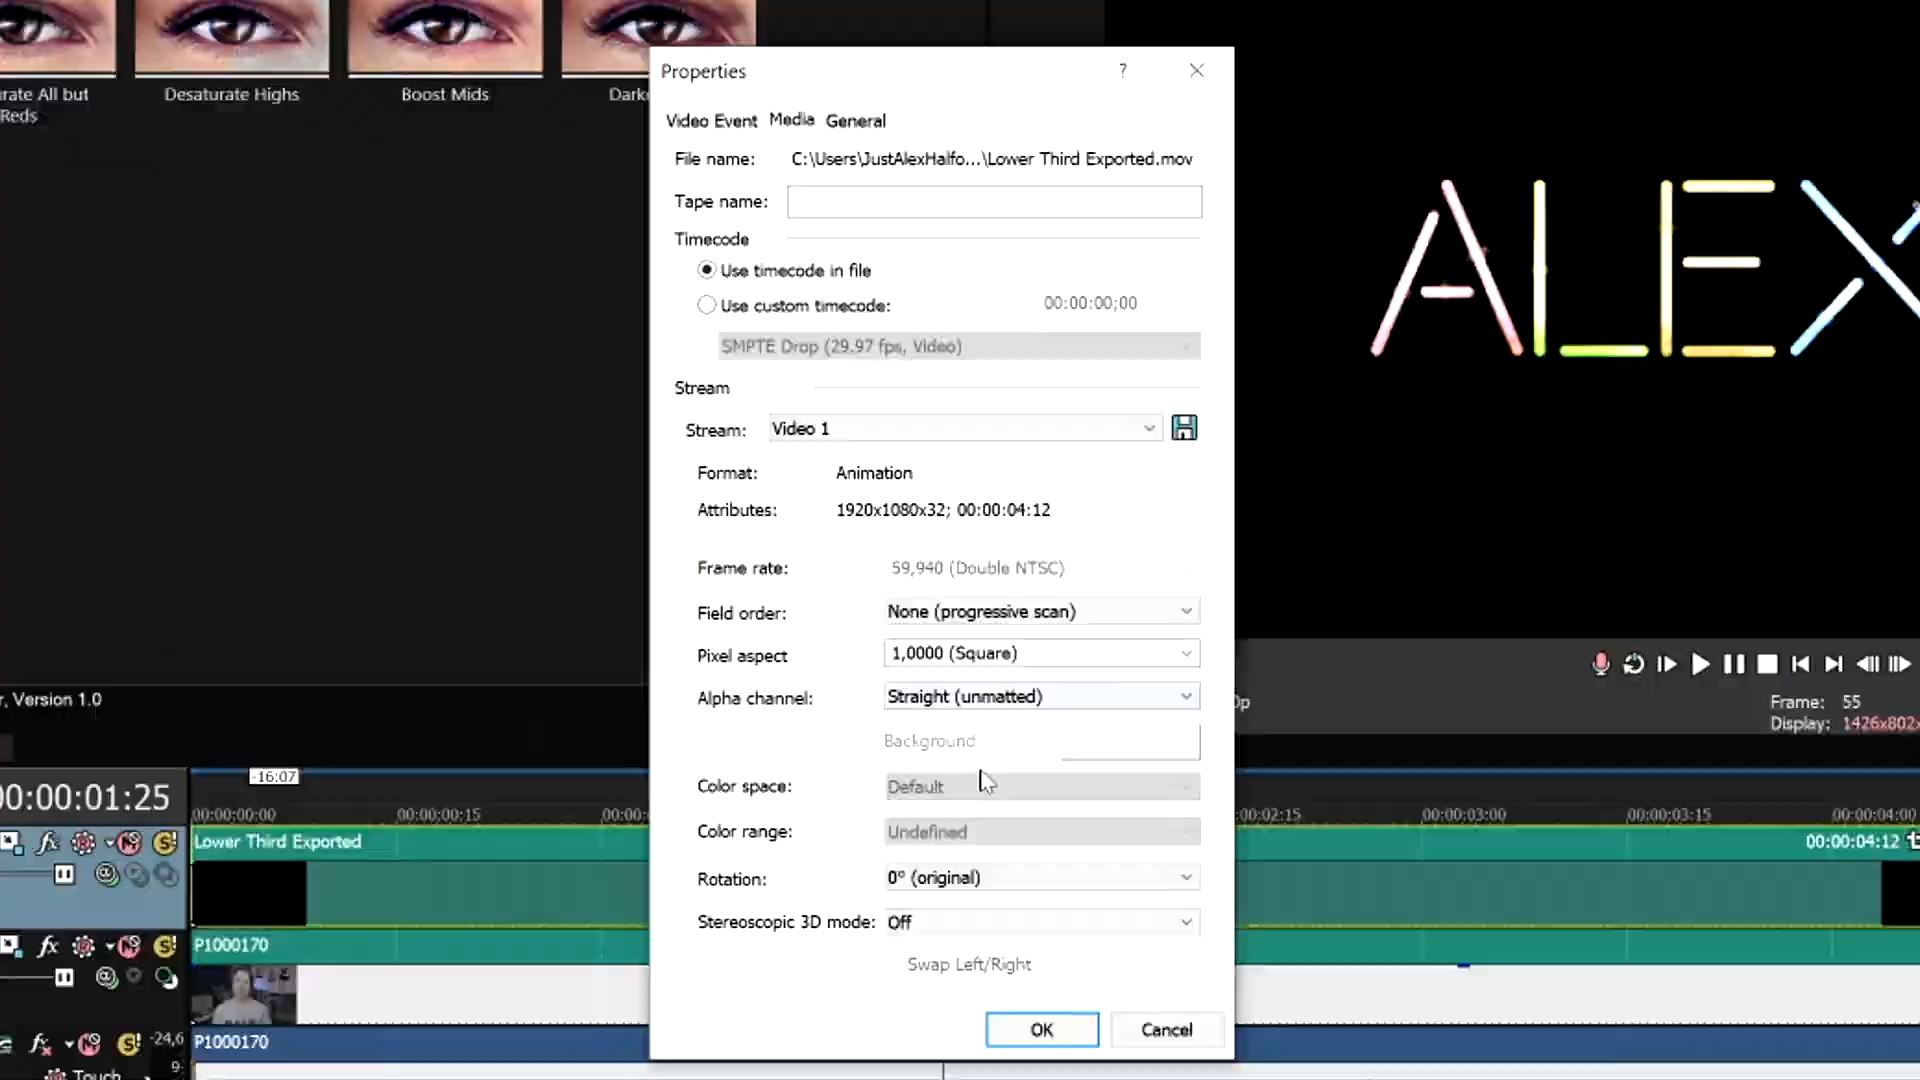 rate All but
Reds
Desaturate Highs
Boost Mids
Dark
Properties
?
Video Event Media General
File name: C:\Users\JustAlexHalfo...\Lower Third Exported.mov
Tape name:
Timecode
Use timecode in file
Use custom timecode: 00:00:00;00
SMPTE Drop (29.97 fps, Video)
Stream
Stream: Video 1
Format: Animation
Attributes: 1920x1080x32; 00:00:04:12
Frame rate: 59,940 (Double NTSC)
Field order: None (progressive scan)
Pixel aspect 1,0000 (Square)
Alpha channel: Straight (unmatted)
Background
Color space: Default
Color range: Undefined
Rotation: 0° (original)
Stereoscopic 3D mode: Off
Swap Left/Right
OK Cancel
ALEX
r, Version 1.0
0p
Frame: 55
Display: 1426x802x
00:00:01:25
-16:07
00:00:00:00 00:00:00:15 00:00: :00:02:15 00:00:03:00 00:00:03:15 00:00:04:00
Lower Third Exported 00:00:04:12
P1000170
P1000170
-24,6
9
Touch